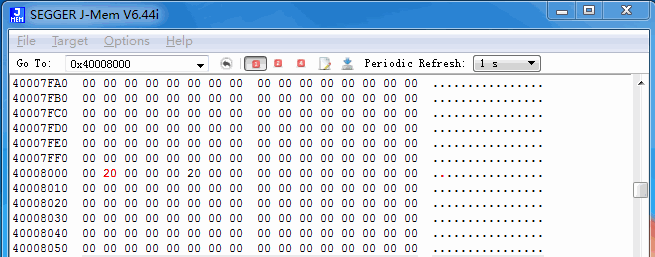 SEGGER J-Mem V6.44i
File Target Options Help
Go To: 0x40008000 1 2 4 Periodic Refresh: 1 s
40007FA0 00 00 00 00 00 00 00 00 00 00 00 00 00 00 00 00 ................
40007FB0 00 00 00 00 00 00 00 00 00 00 00 00 00 00 00 00 ................
40007FC0 00 00 00 00 00 00 00 00 00 00 00 00 00 00 00 00 ................
40007FD0 00 00 00 00 00 00 00 00 00 00 00 00 00 00 00 00 ................
40007FE0 00 00 00 00 00 00 00 00 00 00 00 00 00 00 00 00 ................
40007FF0 00 00 00 00 00 00 00 00 00 00 00 00 00 00 00 00 ................
40008000 00 20 00 00 00 20 00 00 00 00 00 00 00 00 00 00 . ... ..........
40008010 00 00 00 00 00 00 00 00 00 00 00 00 00 00 00 00 ................
40008020 00 00 00 00 00 00 00 00 00 00 00 00 00 00 00 00 ................
40008030 00 00 00 00 00 00 00 00 00 00 00 00 00 00 00 00 ................
40008040 00 00 00 00 00 00 00 00 00 00 00 00 00 00 00 00 ................
40008050 00 00 00 00 00 00 00 00 00 00 00 00 00 00 00 00 ................